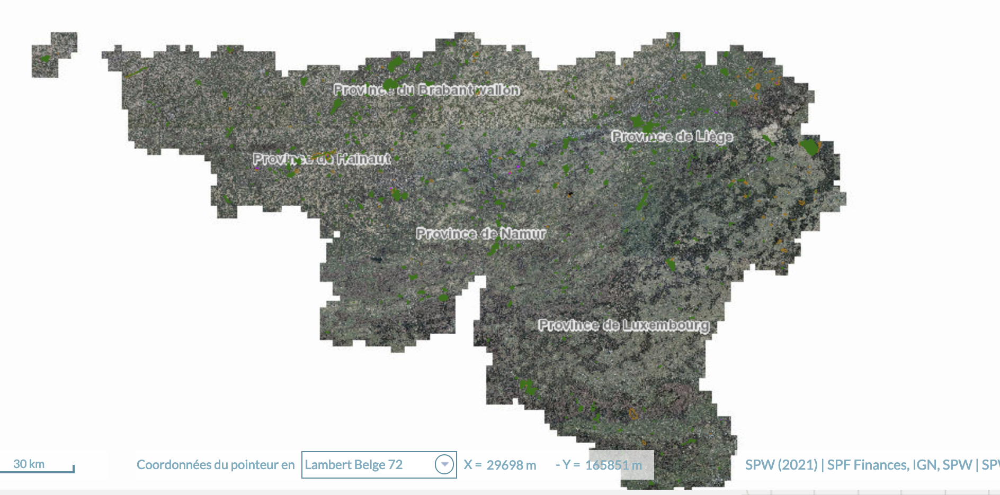 Province du Brabant wallon
Province de Liège
Province de Hainaut
Province de Namur
Province de Luxembourg
30 km
Coordonnées du pointeur en Lambert Belge 72 X = 29698 m - Y = 165851 m
SPW (2021) | SPF Finances, IGN, SPW |